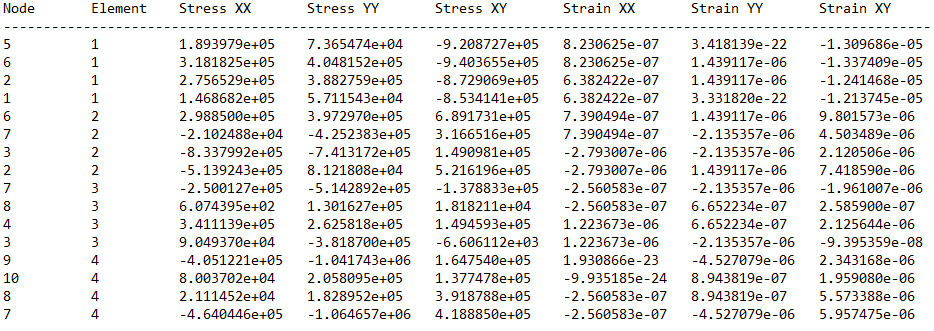 Node Element Stress XX Stress YY Stress XY Strain XX Strain YY Strain XY
5 1 1.893979e+05 7.365474e+04 -9.208727e+05 8.230625e-07 3.418139e-22 -1.309686e-05
6 1 3.181825e+05 4.048152e+05 -9.403655e+05 8.230625e-07 1.439117e-06 -1.337409e-05
2 1 2.756529e+05 3.882759e+05 -8.729069e+05 6.382422e-07 1.439117e-06 -1.241468e-05
1 1 1.468682e+05 5.711543e+04 -8.534141e+05 6.382422e-07 3.331820e-22 -1.213745e-05
6 2 2.988500e+05 3.972970e+05 6.891731e+05 7.390494e-07 1.439117e-06 9.801573e-06
7 2 -2.102488e+04 -4.252383e+05 3.166516e+05 7.390494e-07 -2.135357e-06 4.503489e-06
3 2 -8.337992e+05 -7.413172e+05 1.490981e+05 -2.793007e-06 -2.135357e-06 2.120506e-06
2 2 -5.139243e+05 8.121808e+04 5.216196e+05 -2.793007e-06 1.439117e-06 7.418590e-06
7 3 -2.500127e+05 -5.142892e+05 -1.378833e+05 -2.560583e-07 -2.135357e-06 -1.961007e-06
8 3 6.074395e+02 1.301627e+05 1.818211e+04 -2.560583e-07 6.652234e-07 2.585900e-07
4 3 3.411139e+05 2.625818e+05 1.494593e+05 1.223673e-06 6.652234e-07 2.125644e-06
3 3 9.049370e+04 -3.818700e+05 -6.606112e+03 1.223673e-06 -2.135357e-06 -9.395359e-08
9 4 -4.051221e+05 -1.041743e+06 1.647540e+05 1.930866e-23 -4.527079e-06 2.343168e-06
10 4 8.003702e+04 2.058095e+05 1.377478e+05 -9.935185e-24 8.943819e-07 1.959080e-06
8 4 2.111452e+04 1.828952e+05 3.918788e+05 -2.560583e-07 8.943819e-07 5.573388e-06
7 4 -4.640446e+05 -1.064657e+06 4.188850e+05 -2.560583e-07 -4.527079e-06 5.957475e-06